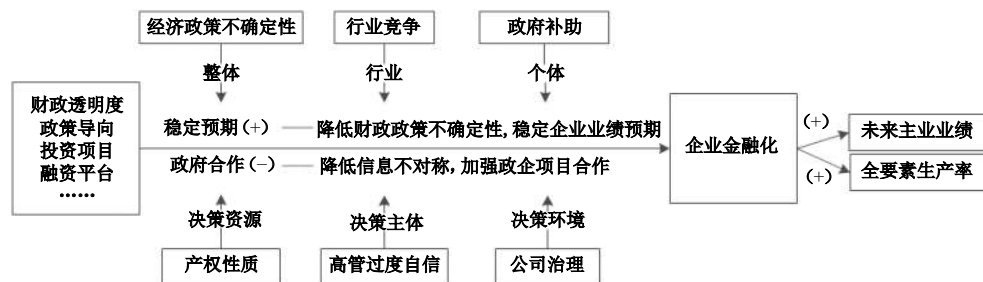 经济政策不确定性
行业竞争
政府补助
整体
行业
个体
财政透明度
政策导向
投资项目
融资平台
……
稳定预期(+)
降低财政政策不确定性,稳定企业业绩预期
政府合作(−)
降低信息不对称,加强政企项目合作
企业金融化
(+)
未来主业业绩
(+)
全要素生产率
决策资源
决策主体
决策环境
产权性质
高管过度自信
公司治理